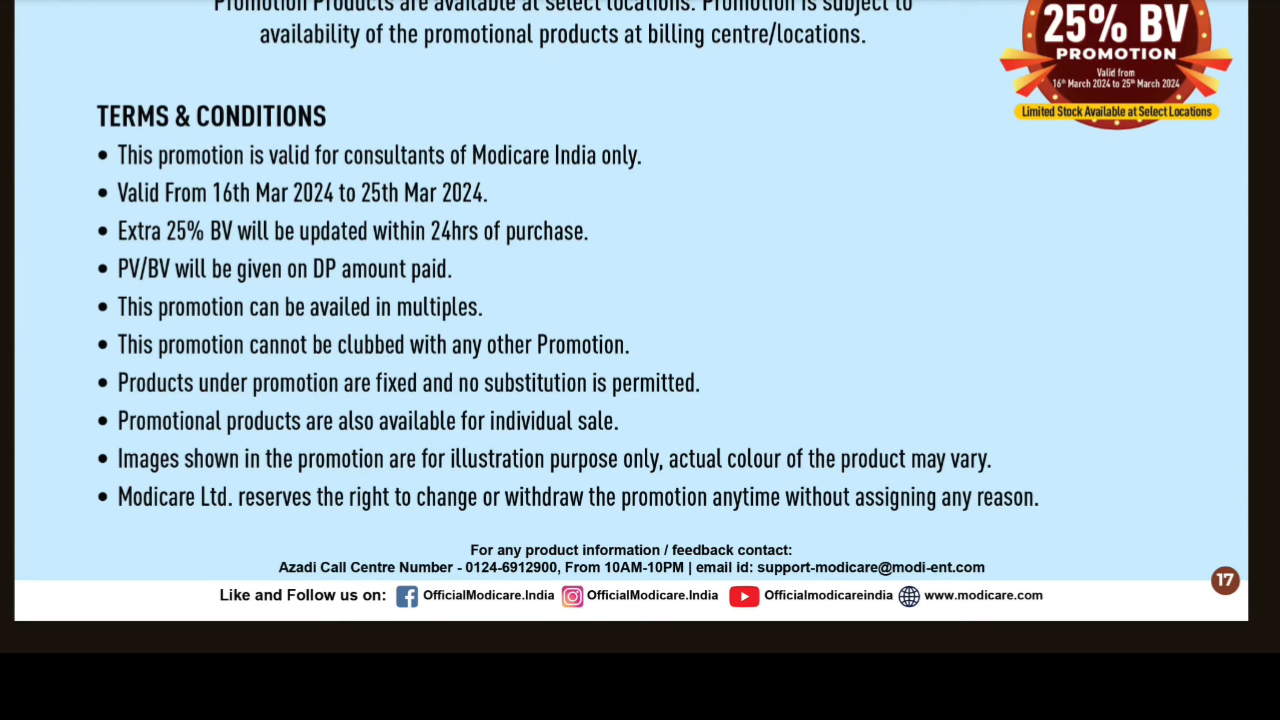 Promotion Products are available at select locations. Promotion is subject to
availability of the promotional products at billing centre/locations.
25% BV
PROMOTION
Valid from
16th March 2024 to 25th March 2024
Limited Stock Available at Select Locations
TERMS & CONDITIONS
• This promotion is valid for consultants of Modicare India only.
• Valid From 16th Mar 2024 to 25th Mar 2024.
• Extra 25% BV will be updated within 24hrs of purchase.
• PV/BV will be given on DP amount paid.
• This promotion can be availed in multiples.
• This promotion cannot be clubbed with any other Promotion.
• Products under promotion are fixed and no substitution is permitted.
• Promotional products are also available for individual sale.
• Images shown in the promotion are for illustration purpose only, actual colour of the product may vary.
• Modicare Ltd. reserves the right to change or withdraw the promotion anytime without assigning any reason.
For any product information / feedback contact:
Azadi Call Centre Number - 0124-6912900, From 10AM-10PM | email id: support-modicare@modi-ent.com
17
Like and Follow us on: OfficialModicare.India OfficialModicare.India Officialmodicareindia www.modicare.com